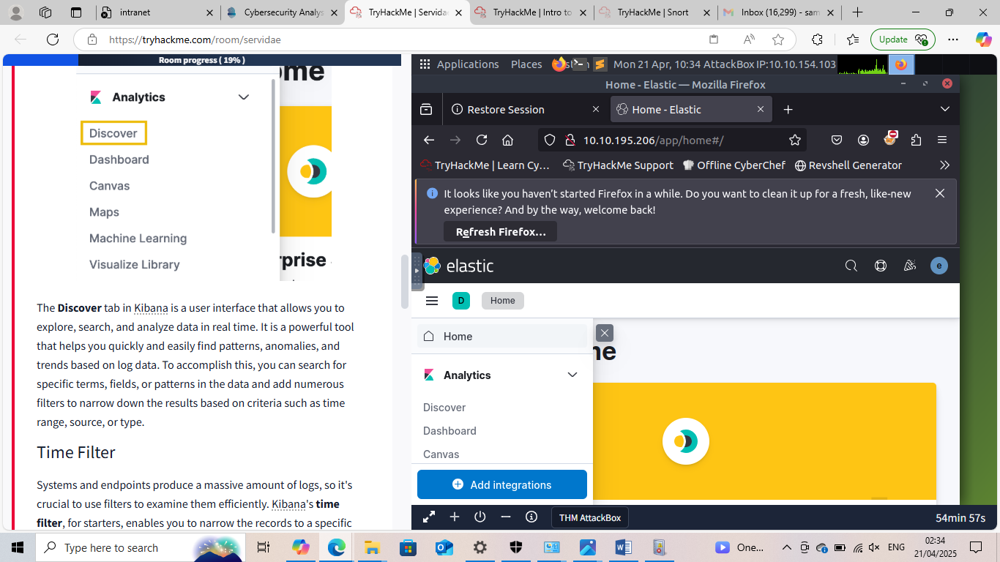 intranet
Cybersecurity Analys
TryHackMe | Servidae
TryHackMe | Intro to
TryHackMe | Snort
Inbox (16,299) - sam
https://tryhackme.com/room/servidae
Update
Room progress ( 19% )
ome
Analytics
Discover
Dashboard
Canvas
Maps
Machine Learning
Visualize Library
rprise
The Discover tab in Kibana is a user interface that allows you to
explore, search, and analyze data in real time. It is a powerful tool
that helps you quickly and easily find patterns, anomalies, and
trends based on log data. To accomplish this, you can search for
specific terms, fields, or patterns in the data and add numerous
filters to narrow down the results based on criteria such as time
range, source, or type.
Time Filter
Systems and endpoints produce a massive amount of logs, so it's
crucial to use filters to examine them efficiently. Kibana's time
filter, for starters, enables you to narrow the records to a specific
Applications Places Mon 21 Apr, 10:34 AttackBox IP:10.10.154.103
Home - Elastic — Mozilla Firefox
Restore Session
Home - Elastic
10.10.195.206/app/home#/
TryHackMe | Learn Cy...
TryHackMe Support
Offline CyberChef
Revshell Generator
It looks like you haven't started Firefox in a while. Do you want to clean it up for a fresh, like-new
experience? And by the way, welcome back!
Refresh Firefox...
elastic
e
D
Home
Home
me
Analytics
Discover
Dashboard
Canvas
Add integrations
THM AttackBox
54min 57s
Type here to search
One...
ENG
02:34
21/04/2025